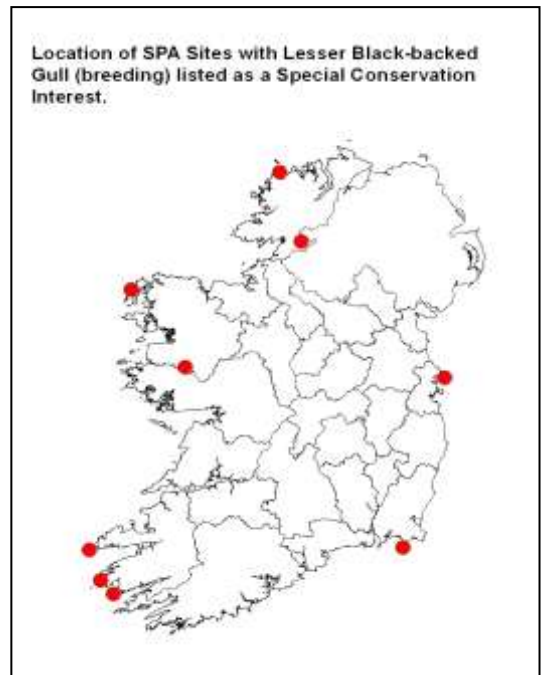 Location of SPA Sites with Lesser Black-backed
Gull (breeding) listed as a Special Conservation
Interest.